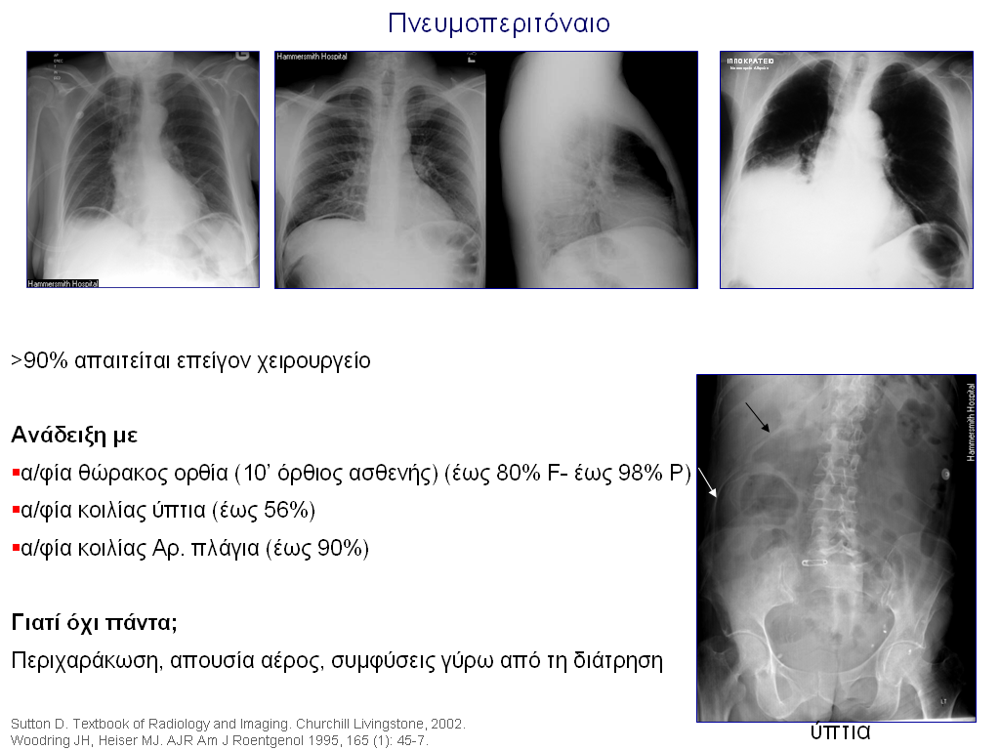 Πνευμοπεριτόναιο
Hammersmith Hospital
Hammersmith Hospital
ΙΠΠΟΚΡΑΤΕΙΟ
>90% απαιτείται επείγον χειρουργείο
Ανάδειξη με
α/φία θώρακος ορθία (10’ όρθιος ασθενής) (έως 80% F- έως 98% P)
α/φία κοιλίας ύπτια (έως 56%)
α/φία κοιλίας Αρ. πλάγια (έως 90%)
Γιατί όχι πάντα;
Περιχαράκωση, απουσία αέρος, συμφύσεις γύρω από τη διάτρηση
Hammersmith Hospital
LT
ύπτια
Sutton D. Textbook of Radiology and Imaging. Churchill Livingstone, 2002.
Woodring JH, Heiser MJ. AJR Am J Roentgenol 1995, 165 (1): 45-7.